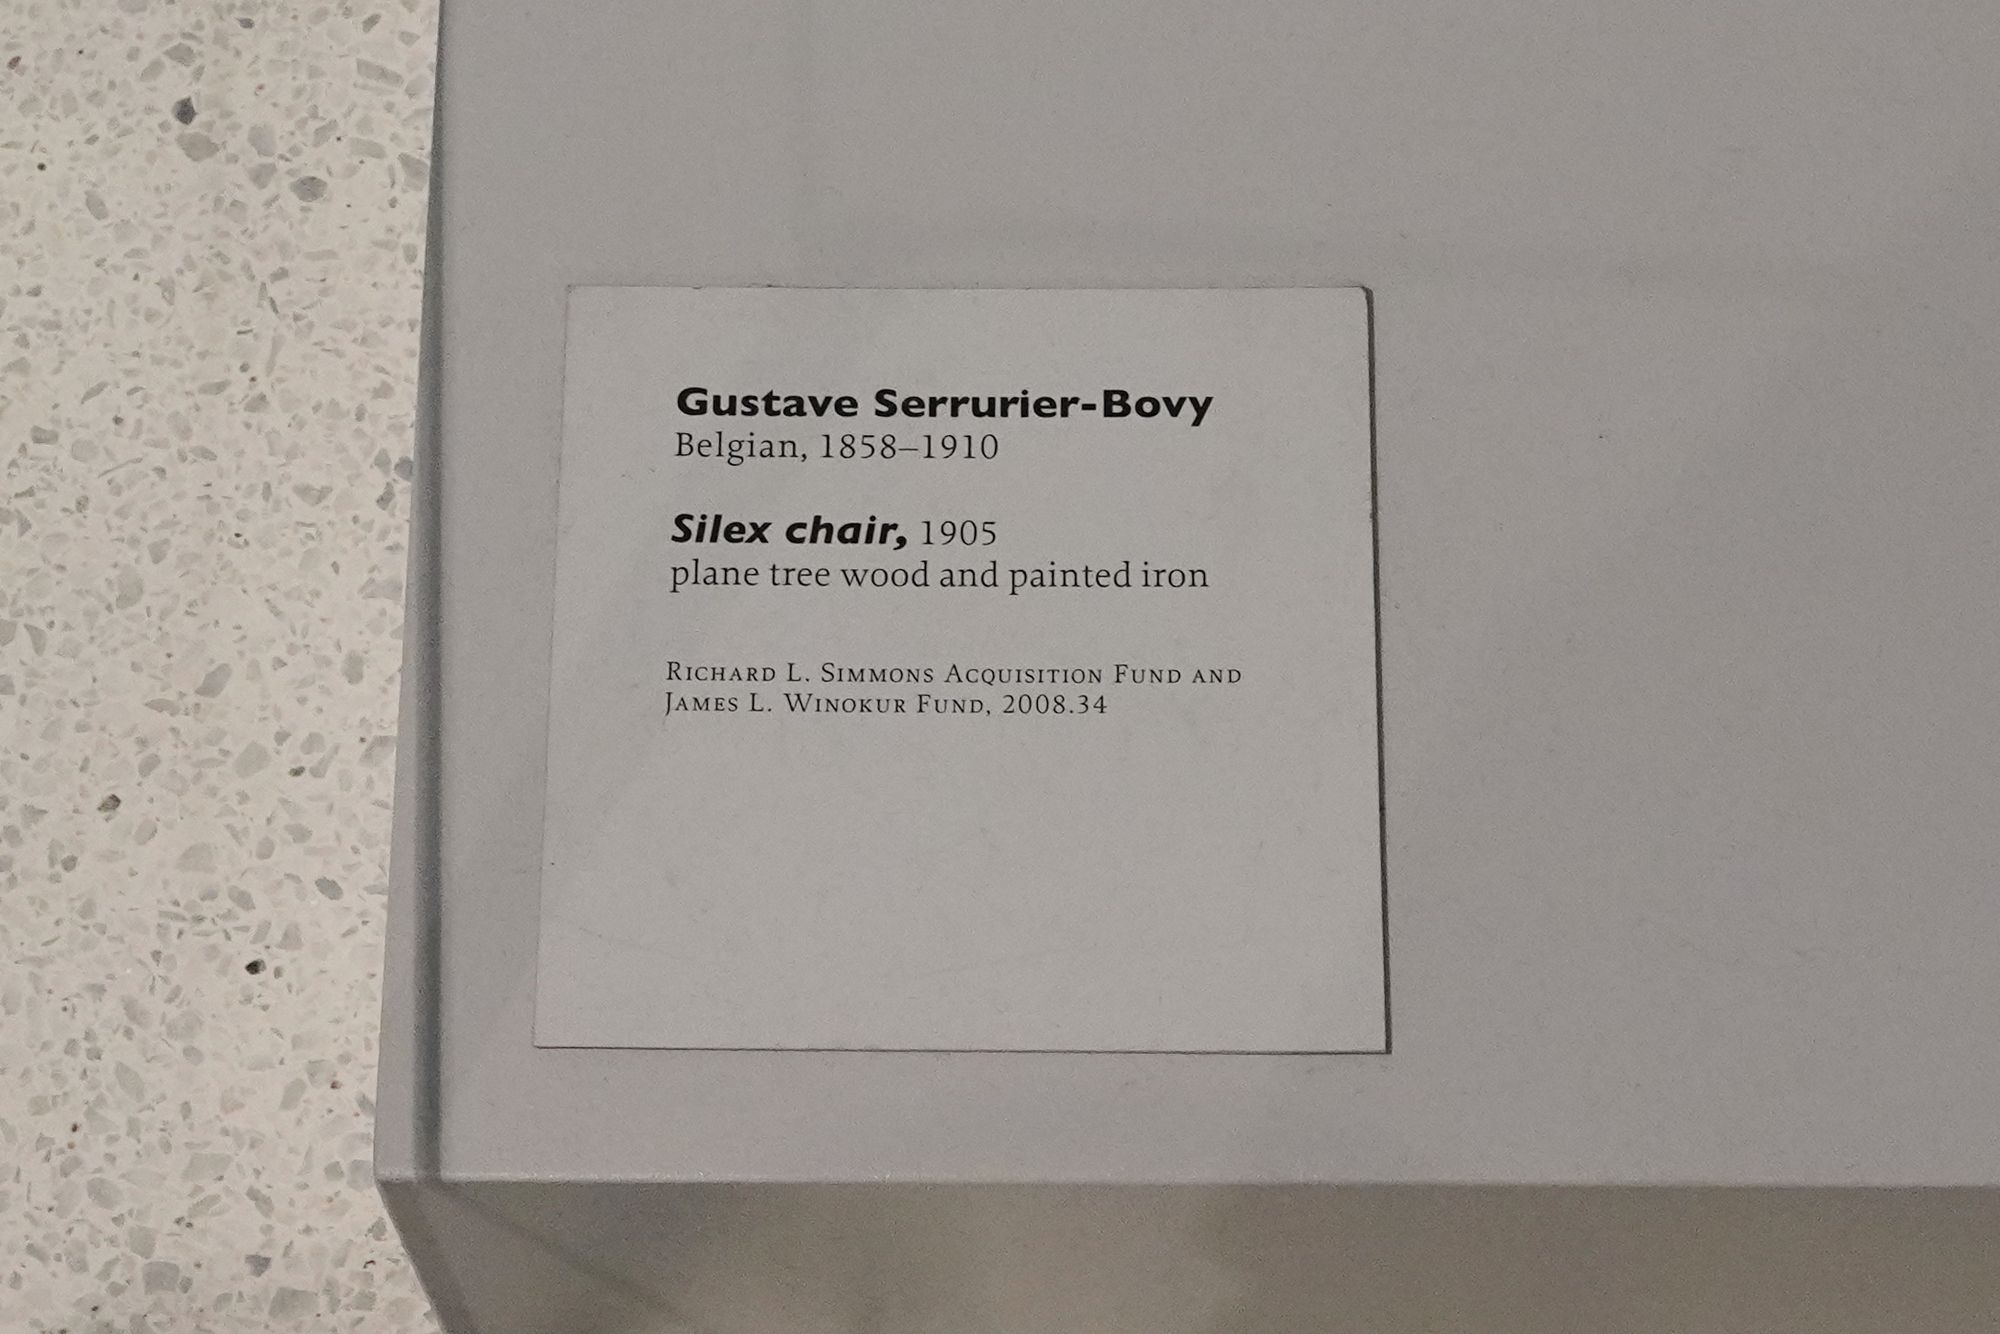 Gustave Serrurier-Bovy
Belgian, 1858–1910
Silex chair, 1905
plane tree wood and painted iron
Richard L. Simmons Acquisition Fund and
James L. Winokur Fund, 2008.34